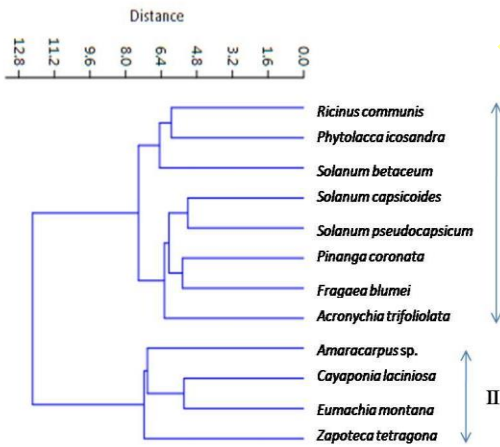 Distance
12.8 11.2 9.6 8.0 6.4 4.8 3.2 1.6 0.0
Ricinus communis
Phytolacca icosandra
Solanum betaceum
Solanum capsicoides
Solanum pseudocapsicum
Pinanga coronata
Fragaea blumei
Acronychia trifoliolata
Amaracarpus sp.
Cayaponia laciniosa
II
Eumachia montana
Zapoteca tetragona